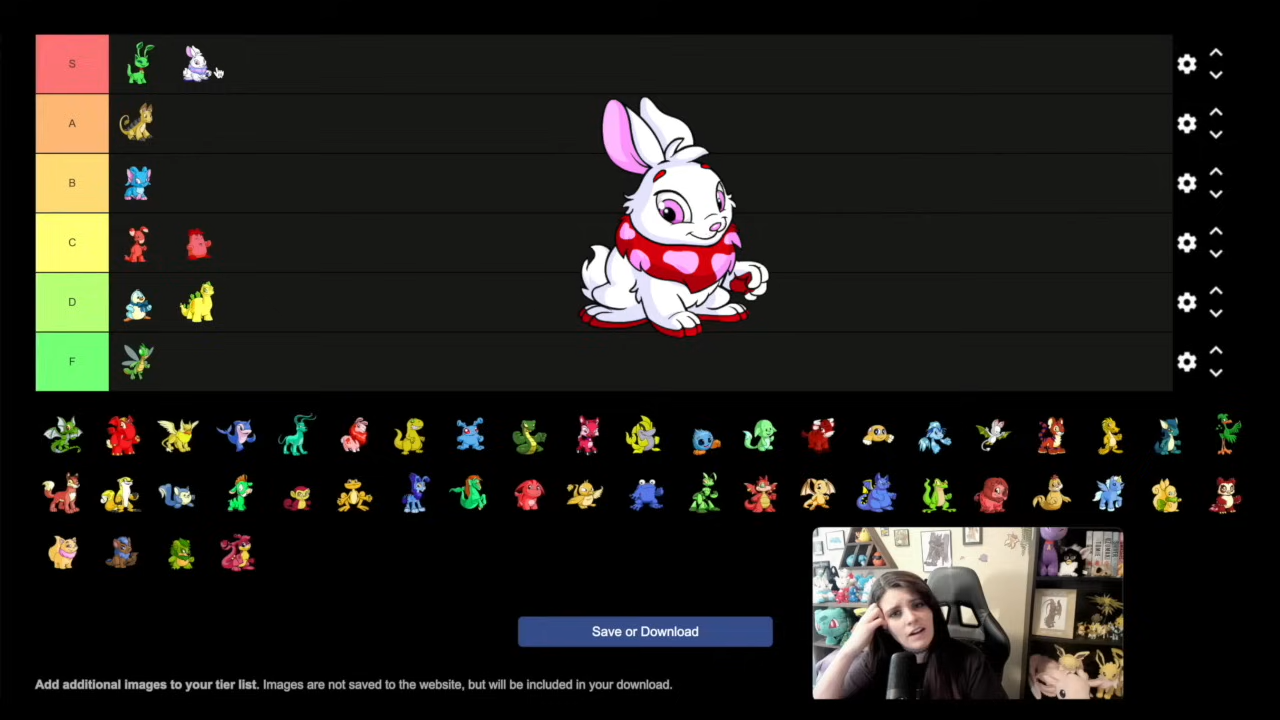 S
A
B
C
D
F
Save or Download
Add additional images to your tier list. Images are not saved to the website, but will be included in your download.